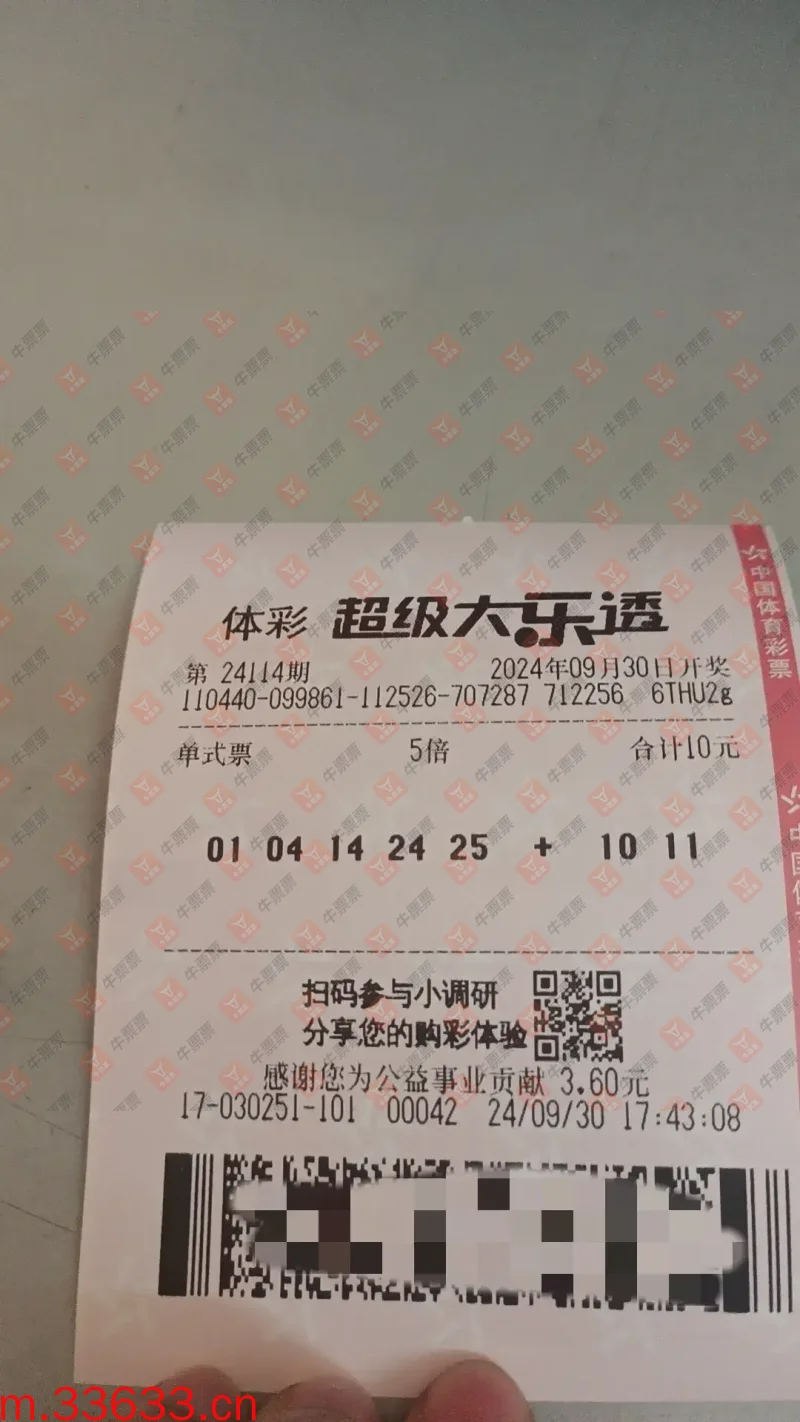 体彩 超级大乐透
第 24114期 2024年09月30日开奖
110440-099861-112526-707287 712256 6THU2g
单式票 5倍 合计10元
01 04 14 24 25 + 10 11
扫码参与小调研
分享您的购彩体验
感谢您为公益事业贡献 3.60元
17-030251-101 00042 24/09/30 17:43:08
中国体育彩票
牛票票
m.33633.cn